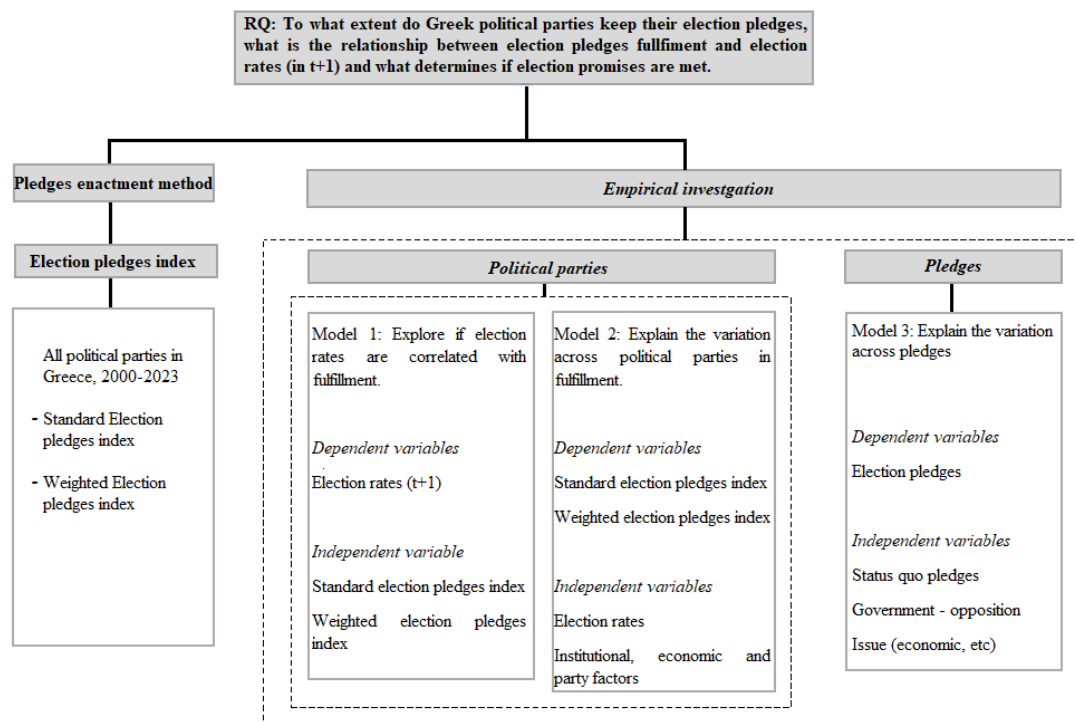 RQ: To what extent do Greek political parties keep their election pledges,
what is the relationship between election pledges fullfiment and election
rates (in t+1) and what determines if election promises are met.
Pledges enactment method
Empirical investgation
Election pledges index
Political parties
Pledges
All political parties in
Greece, 2000-2023
- Standard Election
pledges index
- Weighted Election
pledges index
Model 1: Explore if election
rates are correlated with
fulfillment.
Dependent variables
Election rates (t+1)
Independent variable
Standard election pledges index
Weighted election pledges
index
Model 2: Explain the variation
across political parties in
fulfillment.
Dependent variables
Standard election pledges index
Weighted election pledges index
Independent variables
Election rates
Institutional, economic and
party factors
Model 3: Explain the variation
across pledges
Dependent variables
Election pledges
Independent variables
Status quo pledges
Government - opposition
Issue (economic, etc)